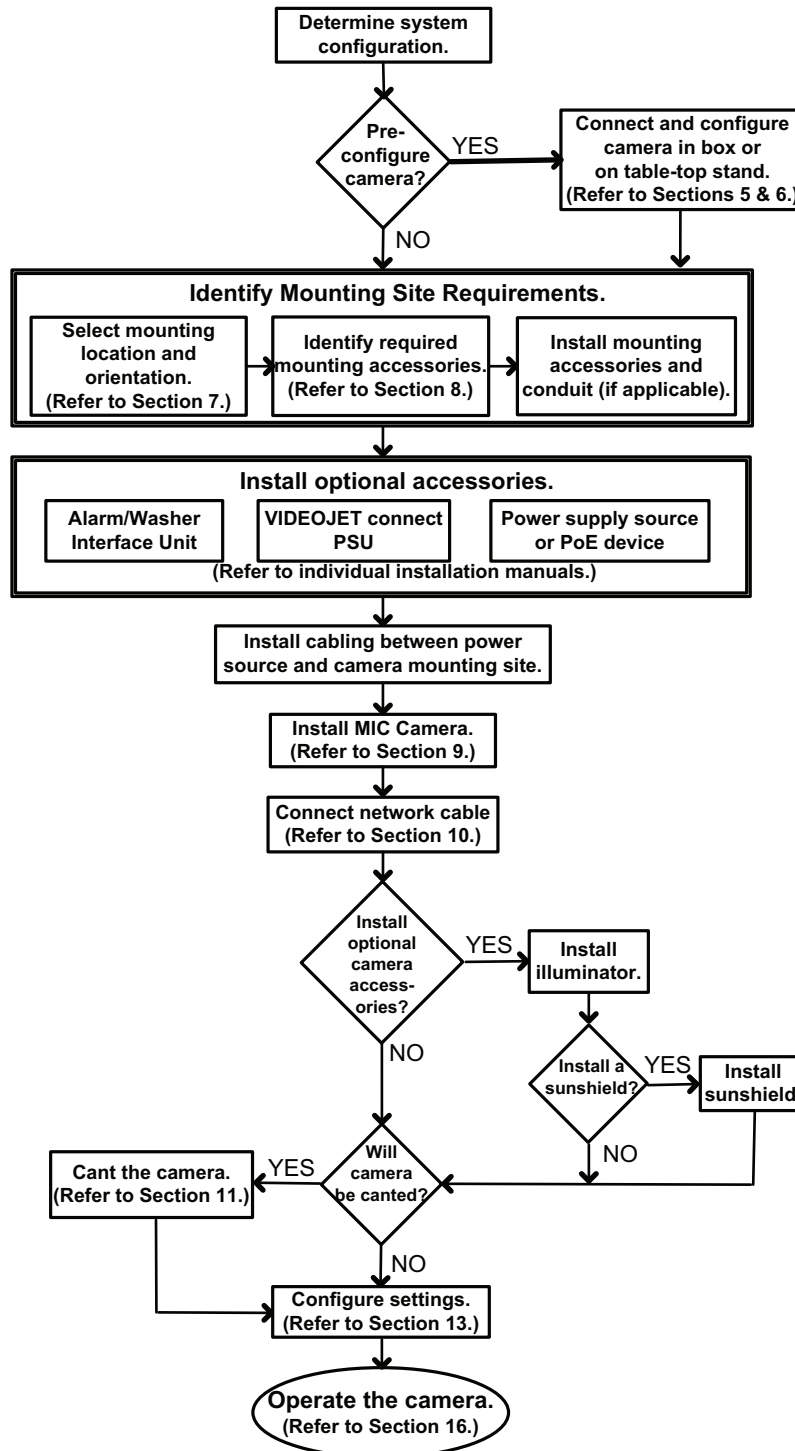 Determine system
configuration.
Pre-
configure
camera?
YES
Connect and configure
camera in box or
on table-top stand.
(Refer to Sections 5 & 6.)
NO
Identify Mounting Site Requirements.
Select mounting
location and
orientation.
(Refer to Section 7.)
Identify required
mounting accessories.
(Refer to Section 8.)
Install mounting
accessories and
conduit (if applicable).
Install optional accessories.
Alarm/Washer
Interface Unit
VIDEOJET connect
PSU
Power supply source
or PoE device
(Refer to individual installation manuals.)
Install cabling between power
source and camera mounting site.
Install MIC Camera.
(Refer to Section 9.)
Connect network cable
(Refer to Section 10.)
Install
optional
camera
access-
ories?
YES
Install
illuminator.
NO
Install a
sunshield?
YES
Install
sunshield
NO
Will
camera
be canted?
YES
Cant the camera.
(Refer to Section 11.)
NO
Configure settings.
(Refer to Section 13.)
Operate the camera.
(Refer to Section 16.)